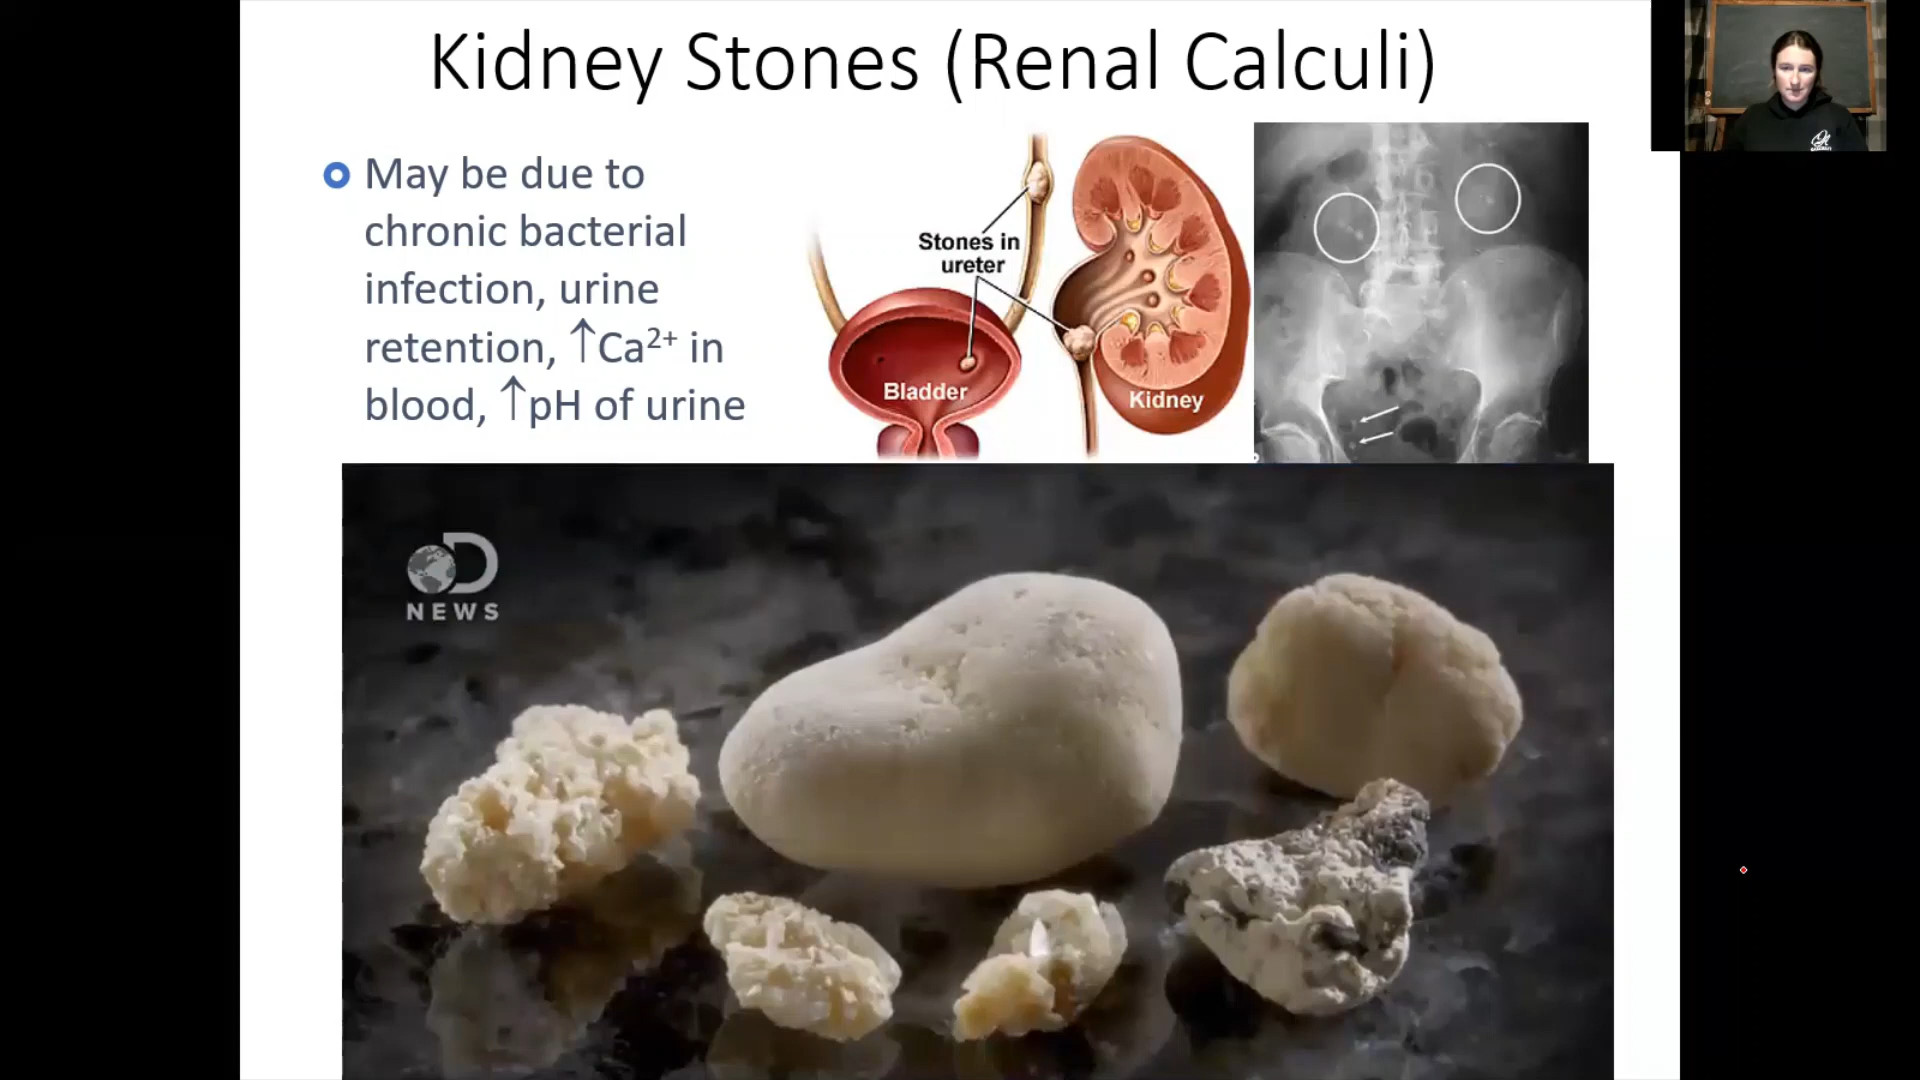 Kidney Stones (Renal Calculi)
May be due to
chronic bacterial
infection, urine
retention, ↑Ca²⁺ in
blood, ↑pH of urine
Stones in
ureter
Bladder
Kidney
NEWS